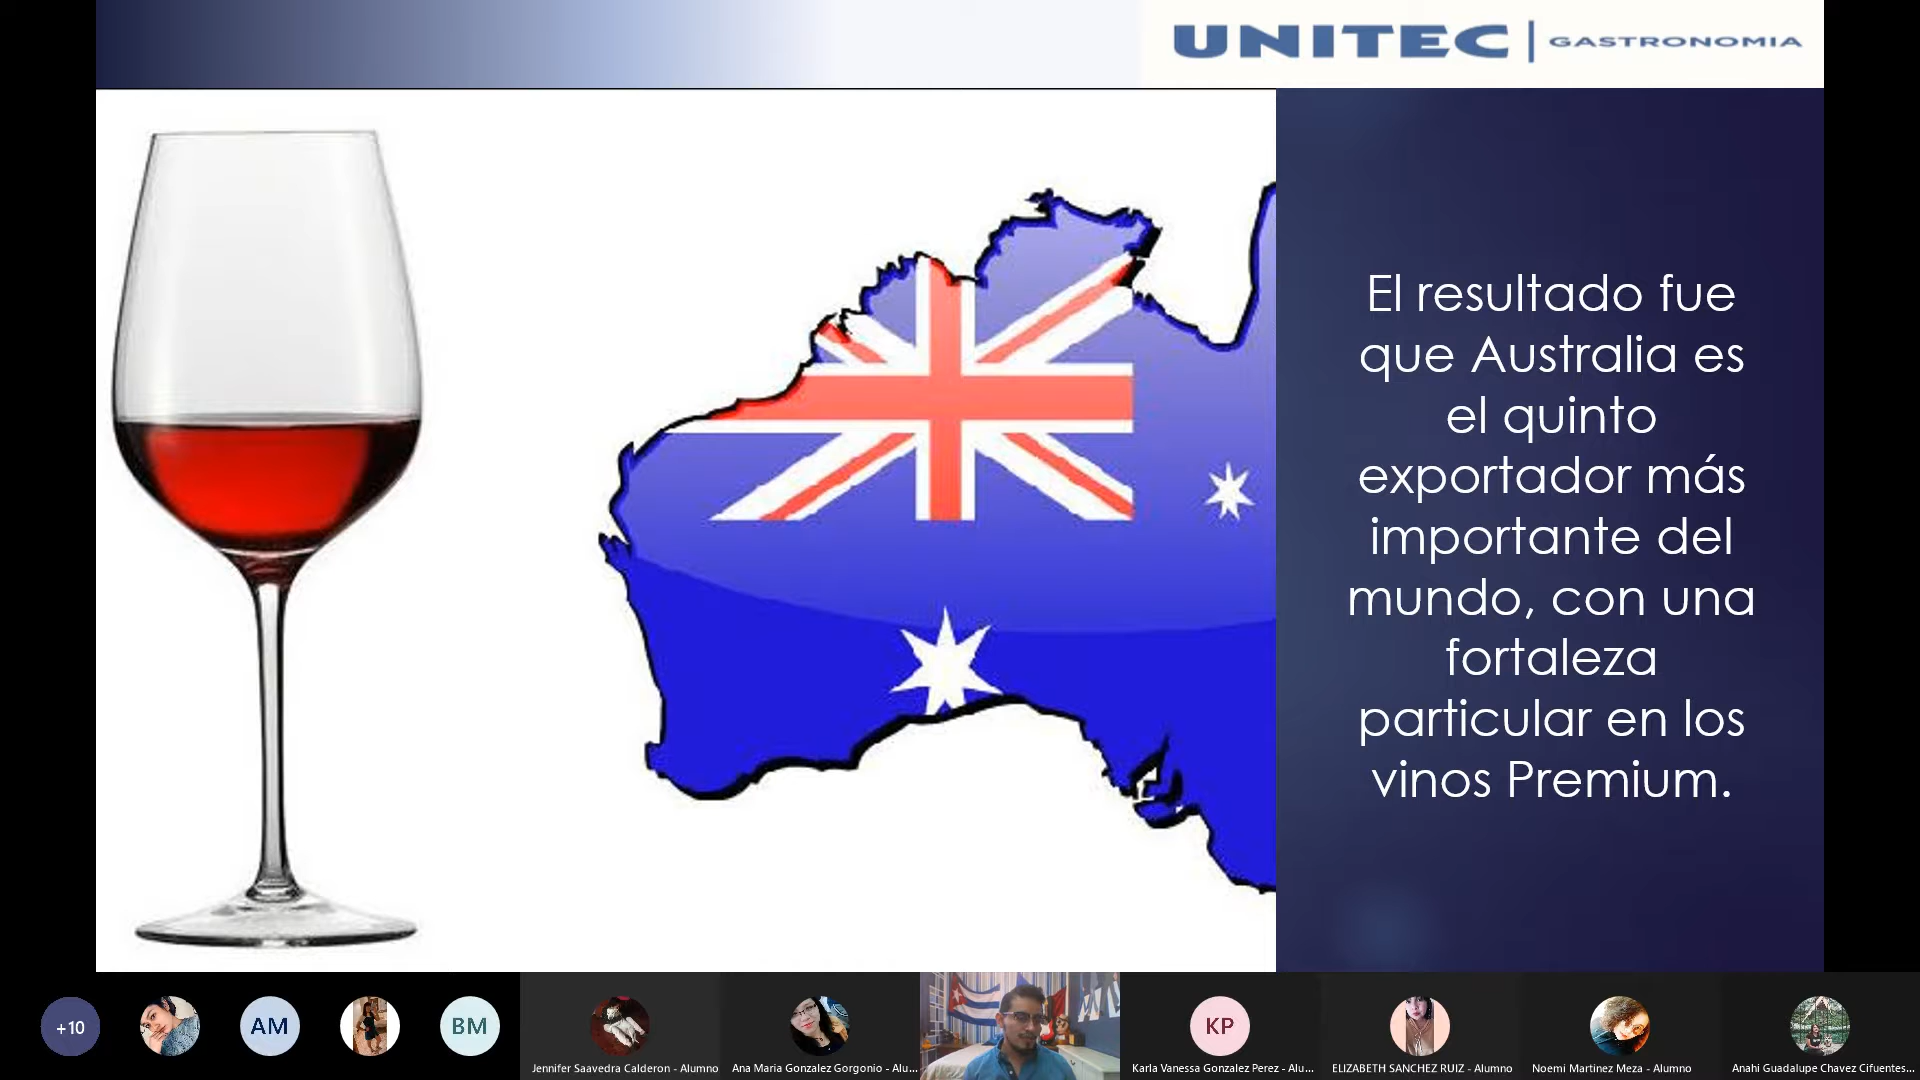 UNITEC | GASTRONOMIA
El resultado fue
que Australia es
el quinto
exportador más
importante del
mundo, con una
fortaleza
particular en los
vinos Premium.
+10
AM
BM
KP
Jennifer Saavedra Calderon - Alumno
Ana Maria Gonzalez Gorgonio - Alu...
Karla Vanessa Gonzalez Perez - Alu...
ELIZABETH SANCHEZ RUIZ - Alumno
Noemi Martinez Meza - Alumno
Anahi Guadalupe Chavez Cifuentes...